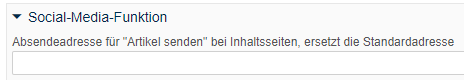 Social-Media-Funktion
Absendeadresse für "Artikel senden" bei Inhaltsseiten, ersetzt die Standardadresse